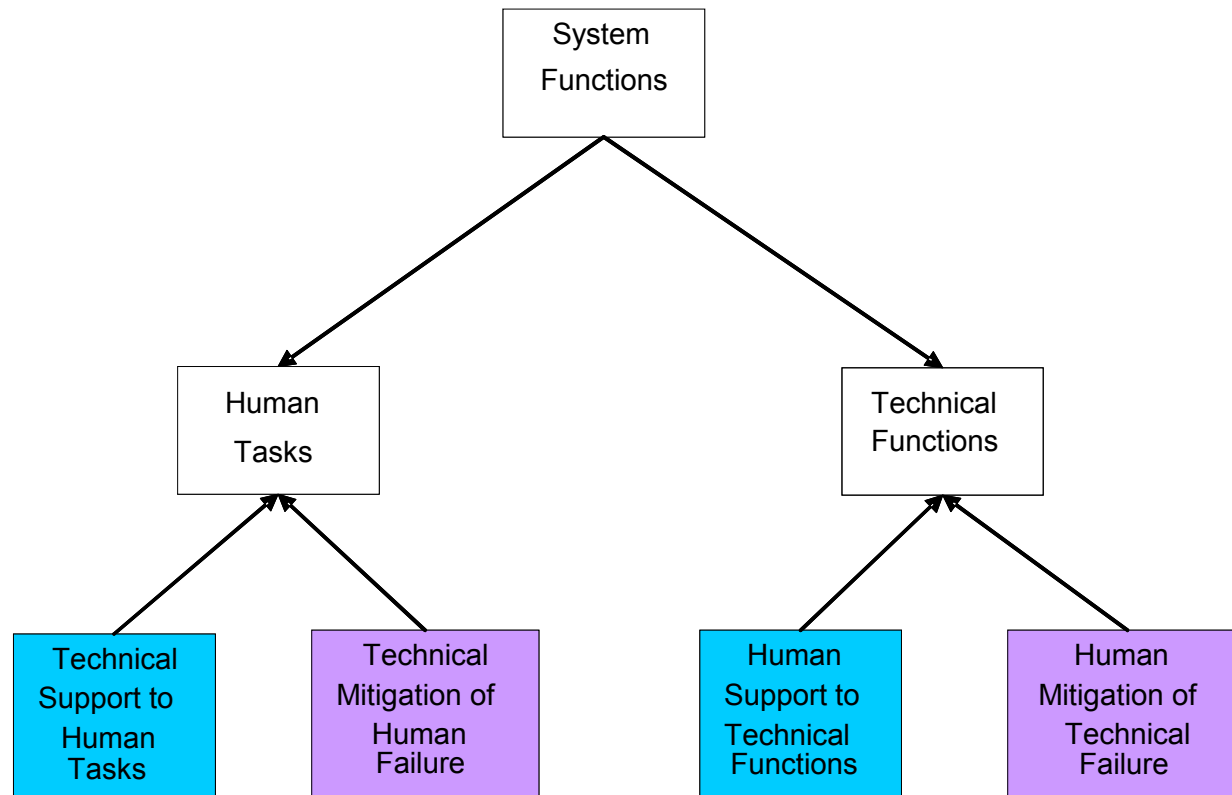 System
Functions
Human
Tasks
Technical
Functions
Technical
Support to
Human
Tasks
Technical
Mitigation of
Human
Failure
Human
Support to
Technical
Functions
Human
Mitigation of
Technical
Failure